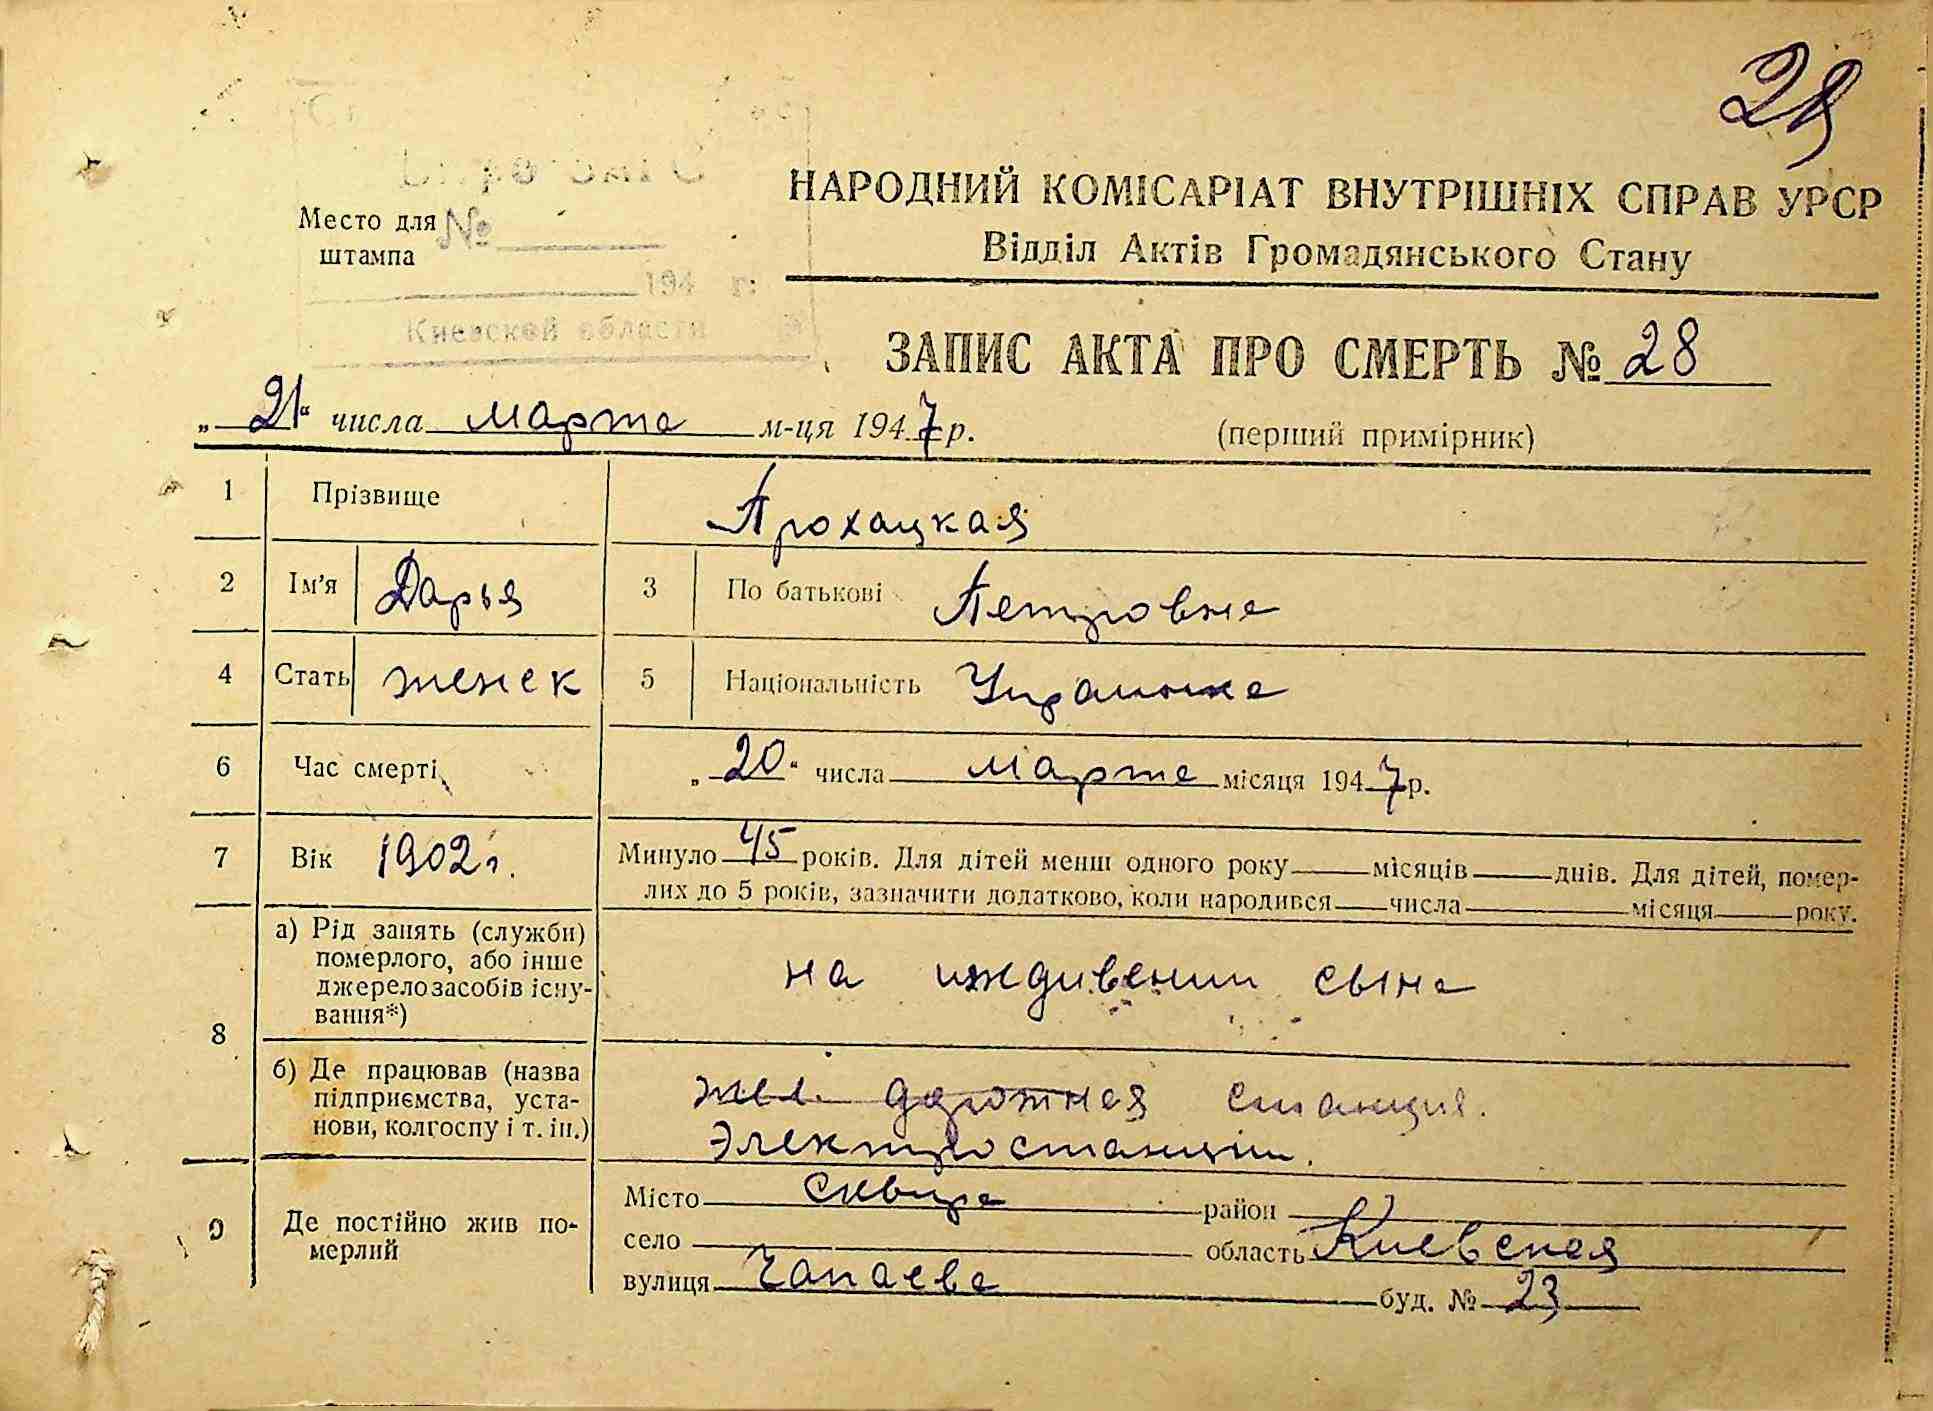 28
Место для
штампа
№
194 г.
Киевской области
НАРОДНИЙ КОМІСАРІАТ ВНУТРІШНІХ СПРАВ УРСР
Відділ Актів Громадянського Стану
ЗАПИС АКТА ПРО СМЕРТЬ № 28
„21“ числа марта м-ця 1947 р. (перший примірник)
1 Прізвище Прохацкая
2 Ім'я Дарья 3 По батькові Петровна
4 Стать женск 5 Національність Украинка
6 Час смерті „20“ числа марта місяця 1947 р.
7 Вік 1902 г. Минуло 45 років. Для дітей менш одного року місяців днів. Для дітей, помер-
лих до 5 років, зазначити додатково, коли народився числа місяця року.
8 а) Рід занять (служби)
померлого, або інше
джерело засобів існу-
вання*)
на иждивении сына
б) Де працював (назва
підприємства, уста-
нови, колгоспу і т. ін.)
жел. дорожная станция.
Электростанции.
9 Де постійно жив по-
мерлий
Місто Сквира район
село область Киевская
вулиця Чапаева буд. № 23